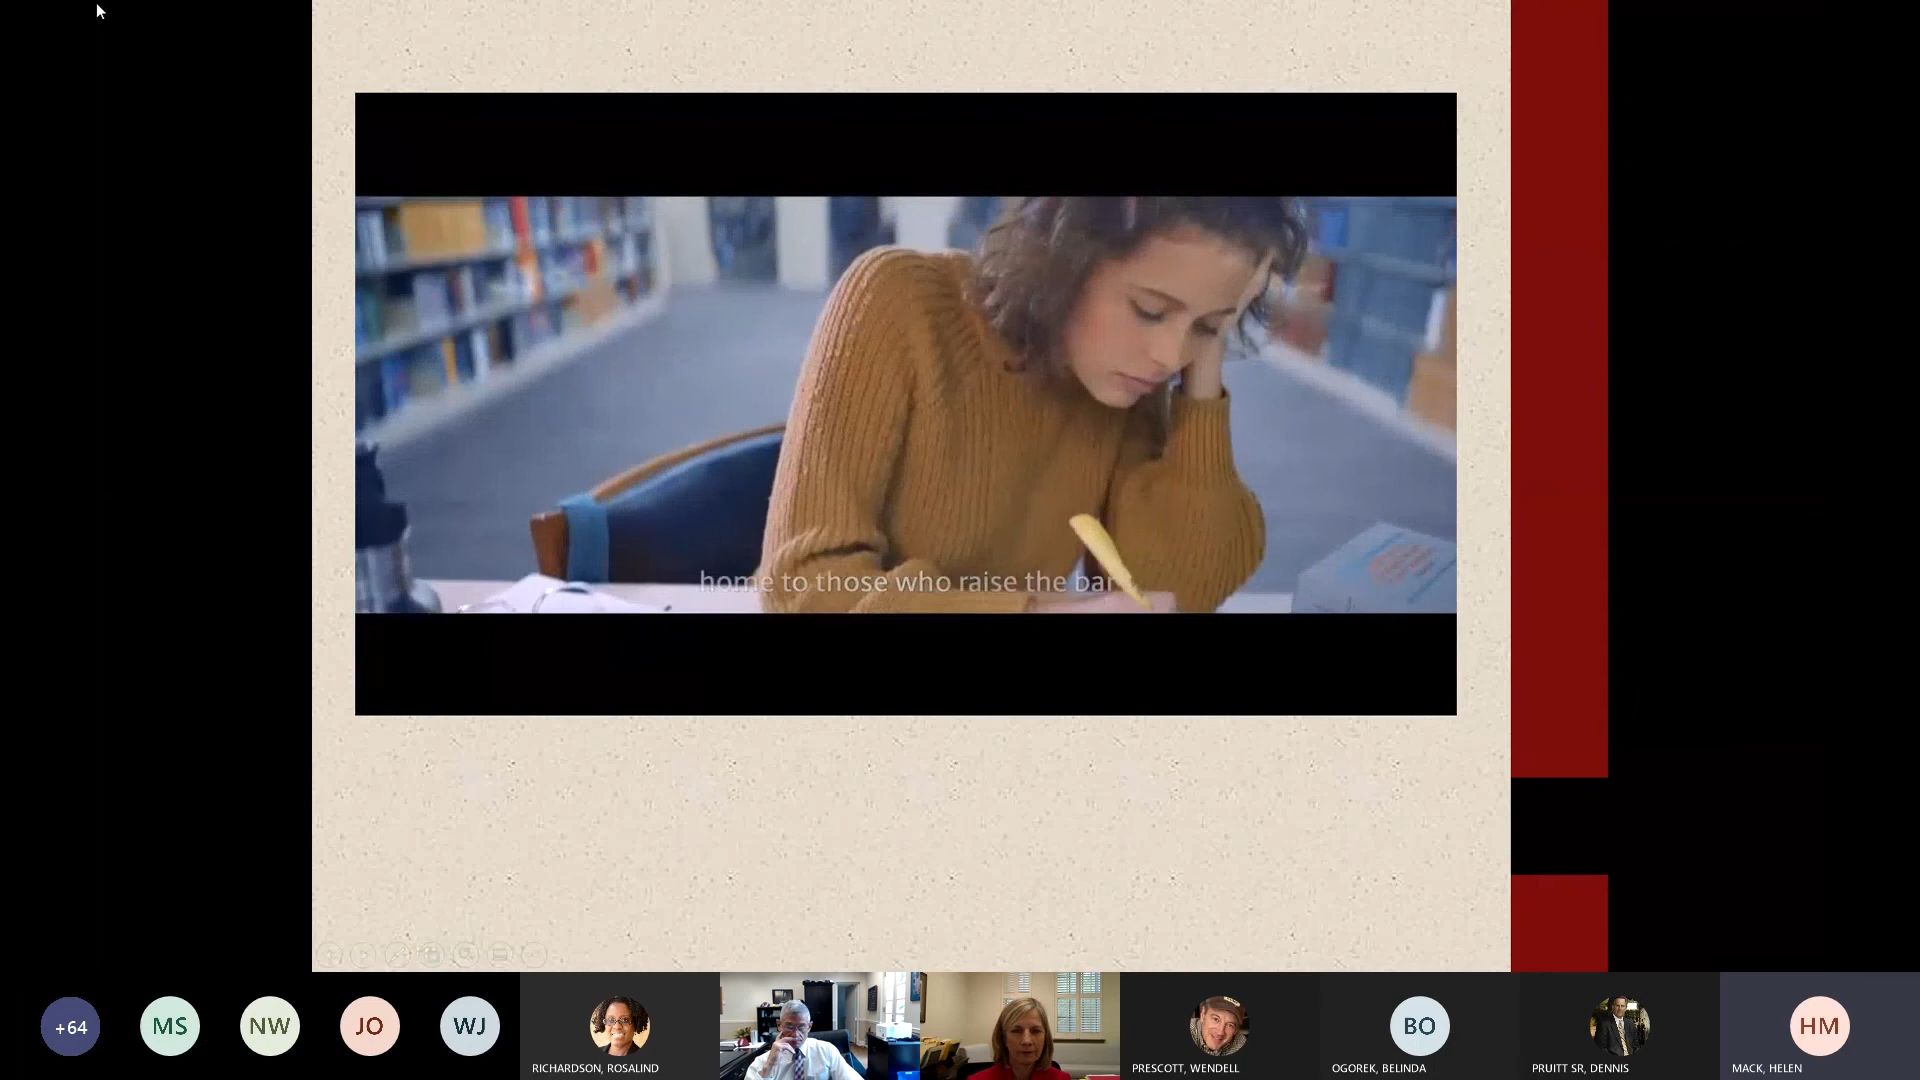 home to those who raise the bar
+64
MS
NW
JO
WJ
RICHARDSON, ROSALIND
PRESCOTT, WENDELL
BO
OGOREK, BELINDA
PRUITT SR, DENNIS
HM
MACK, HELEN